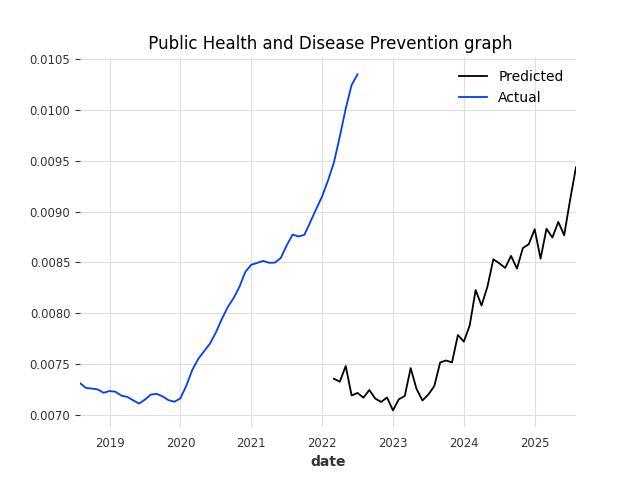 Public Health and Disease Prevention graph
0.0105
0.0100
0.0095
0.0090
0.0085
0.0080
0.0075
0.0070
Predicted
Actual
2019 2020 2021 2022 2023 2024 2025
date